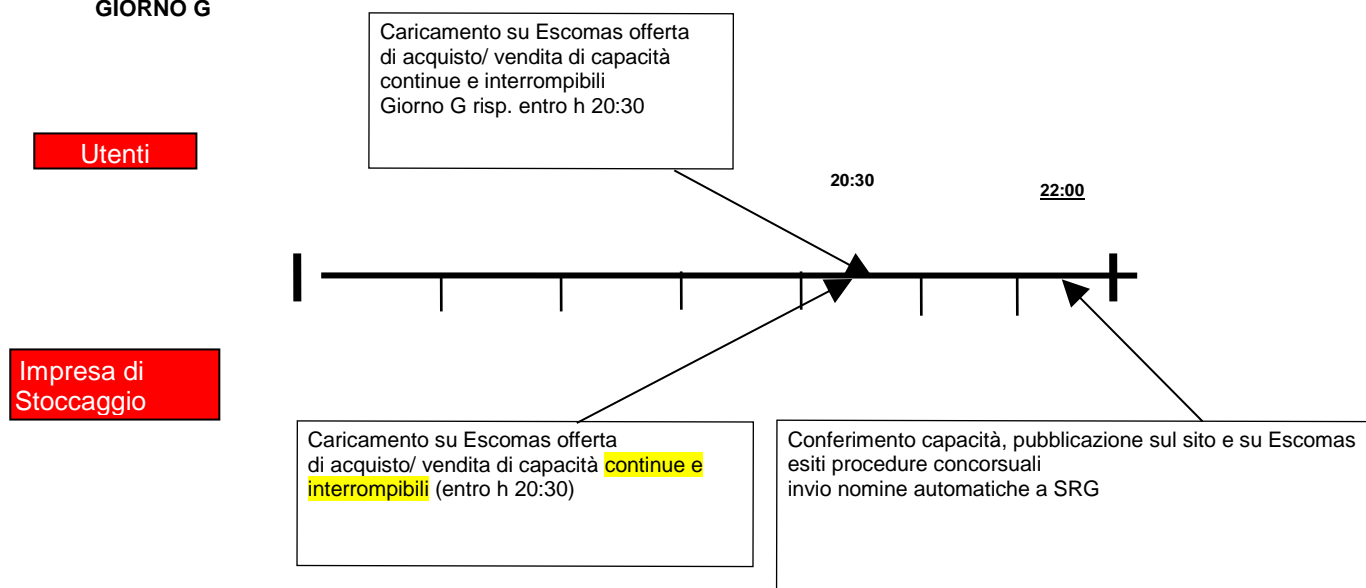 GIORNO G
Caricamento su Escomas offerta
di acquisto/ vendita di capacità
continue e interrompibili
Giorno G risp. entro h 20:30
Utenti
20:30
22:00
Impresa di
Stoccaggio
Caricamento su Escomas offerta
di acquisto/ vendita di capacità continue e
interrompibili (entro h 20:30)
Conferimento capacità, pubblicazione sul sito e su Escomas
esiti procedure concorsuali
invio nomine automatiche a SRG